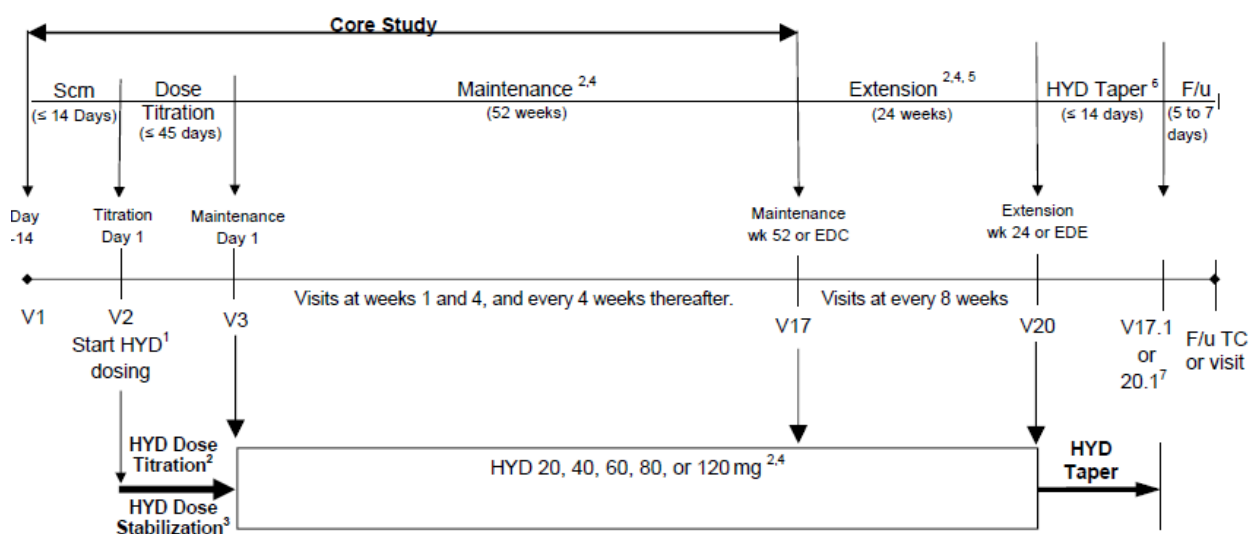 Core Study
Scrn
(≤ 14 Days)
Dose
Titration
(≤ 45 days)
Maintenance 2,4
(52 weeks)
Extension 2,4, 5
(24 weeks)
HYD Taper 6
(≤ 14 days)
F/u
(5 to 7
days)
Day
-14
Titration
Day 1
Maintenance
Day 1
Maintenance
wk 52 or EDC
Extension
wk 24 or EDE
Visits at weeks 1 and 4, and every 4 weeks thereafter.
Visits at every 8 weeks
V1
V2
Start HYD1
dosing
V3
V17
V20
V17.1
or
20.17
F/u TC
or visit
HYD Dose
Titration2
HYD Dose
Stabilization3
HYD 20, 40, 60, 80, or 120 mg 2,4
HYD
Taper